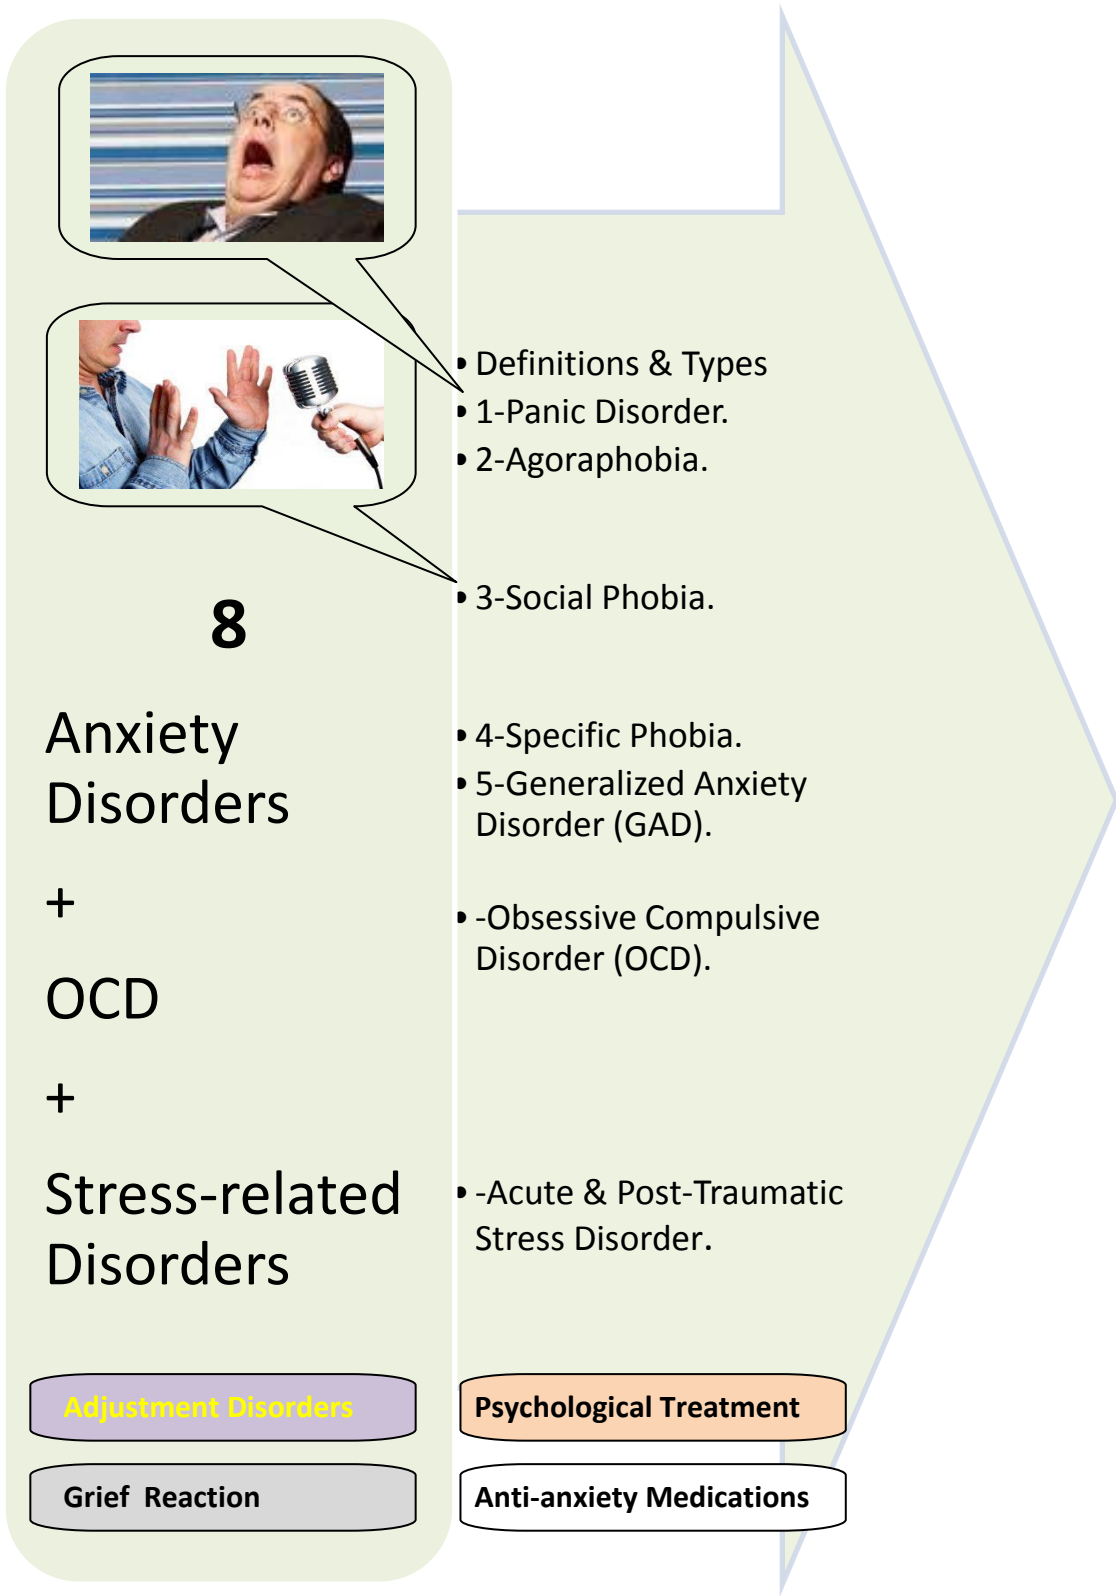 8
Anxiety
Disorders
+
OCD
+
Stress-related
Disorders
• Definitions & Types
• 1-Panic Disorder.
• 2-Agoraphobia.
• 3-Social Phobia.
• 4-Specific Phobia.
• 5-Generalized Anxiety
Disorder (GAD).
• -Obsessive Compulsive
Disorder (OCD).
• -Acute & Post-Traumatic
Stress Disorder.
Adjustment Disorders
Psychological Treatment
Grief Reaction
Anti-anxiety Medications